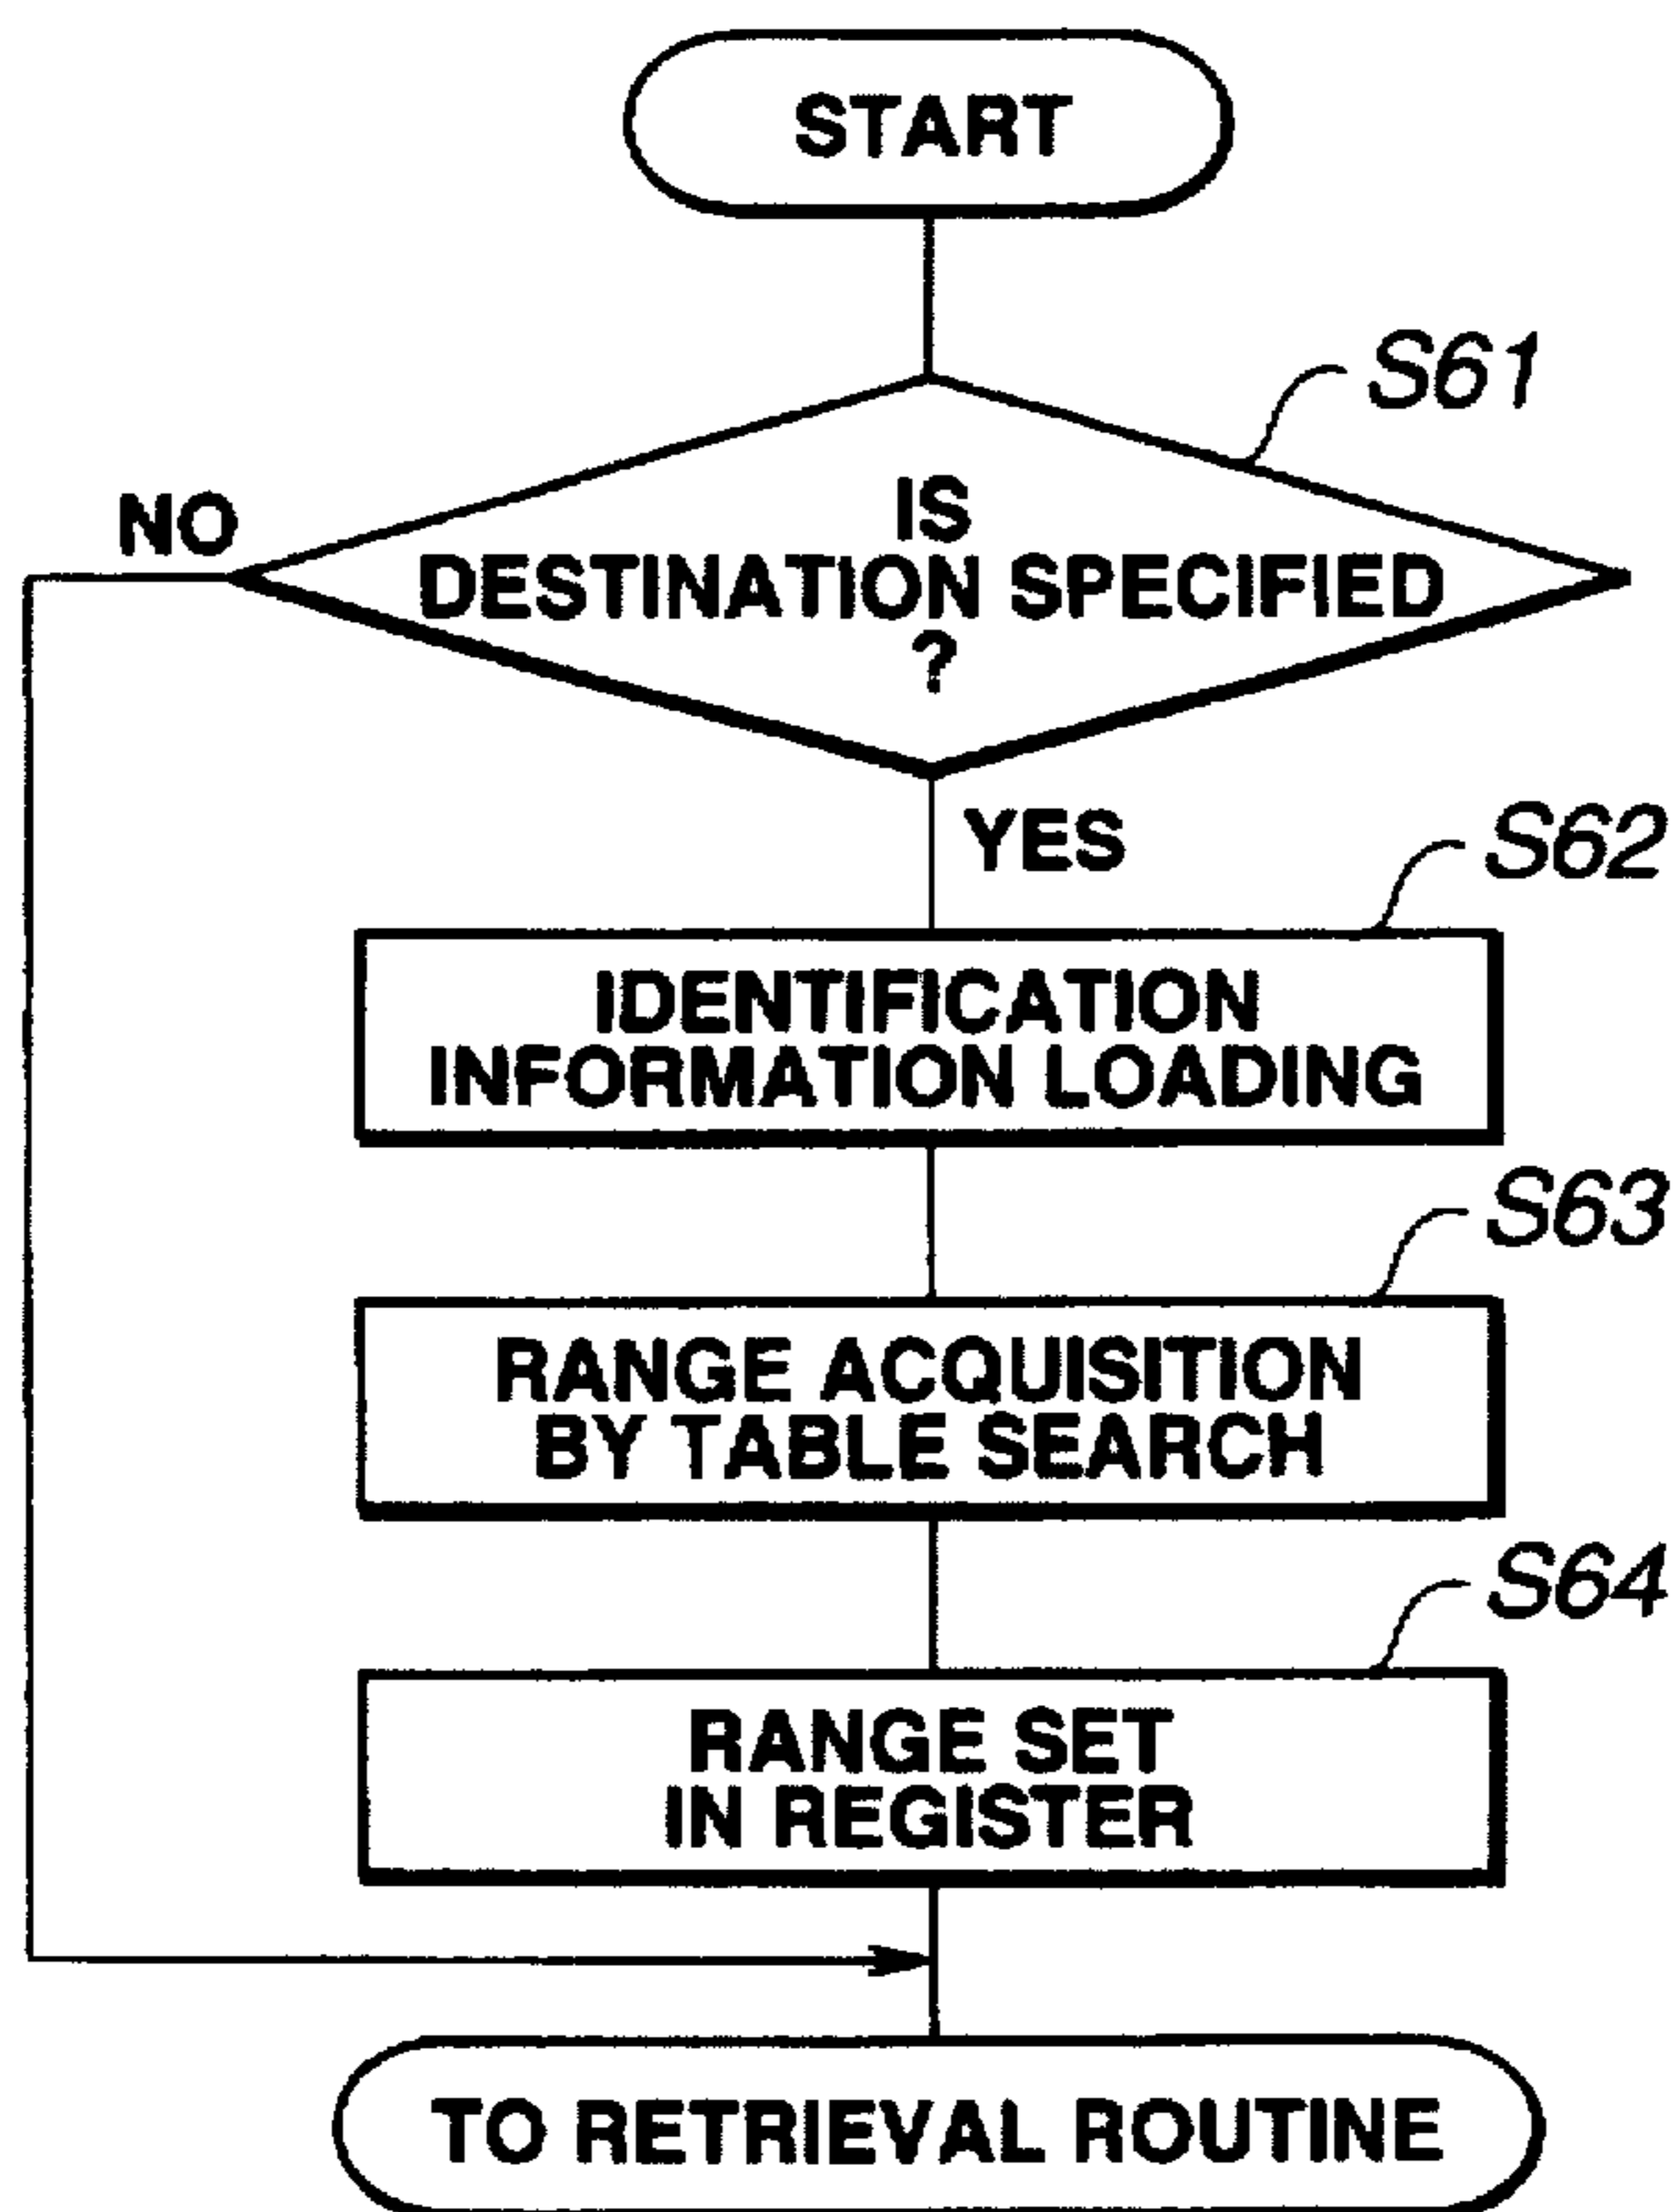 START
S61
IS
DESTINATION SPECIFIED
?
NO
YES
S62
IDENTIFICATION
INFORMATION LOADING
S63
RANGE ACQUISITION
BY TABLE SEARCH
S64
RANGE SET
IN REGISTER
TO RETRIEVAL ROUTINE